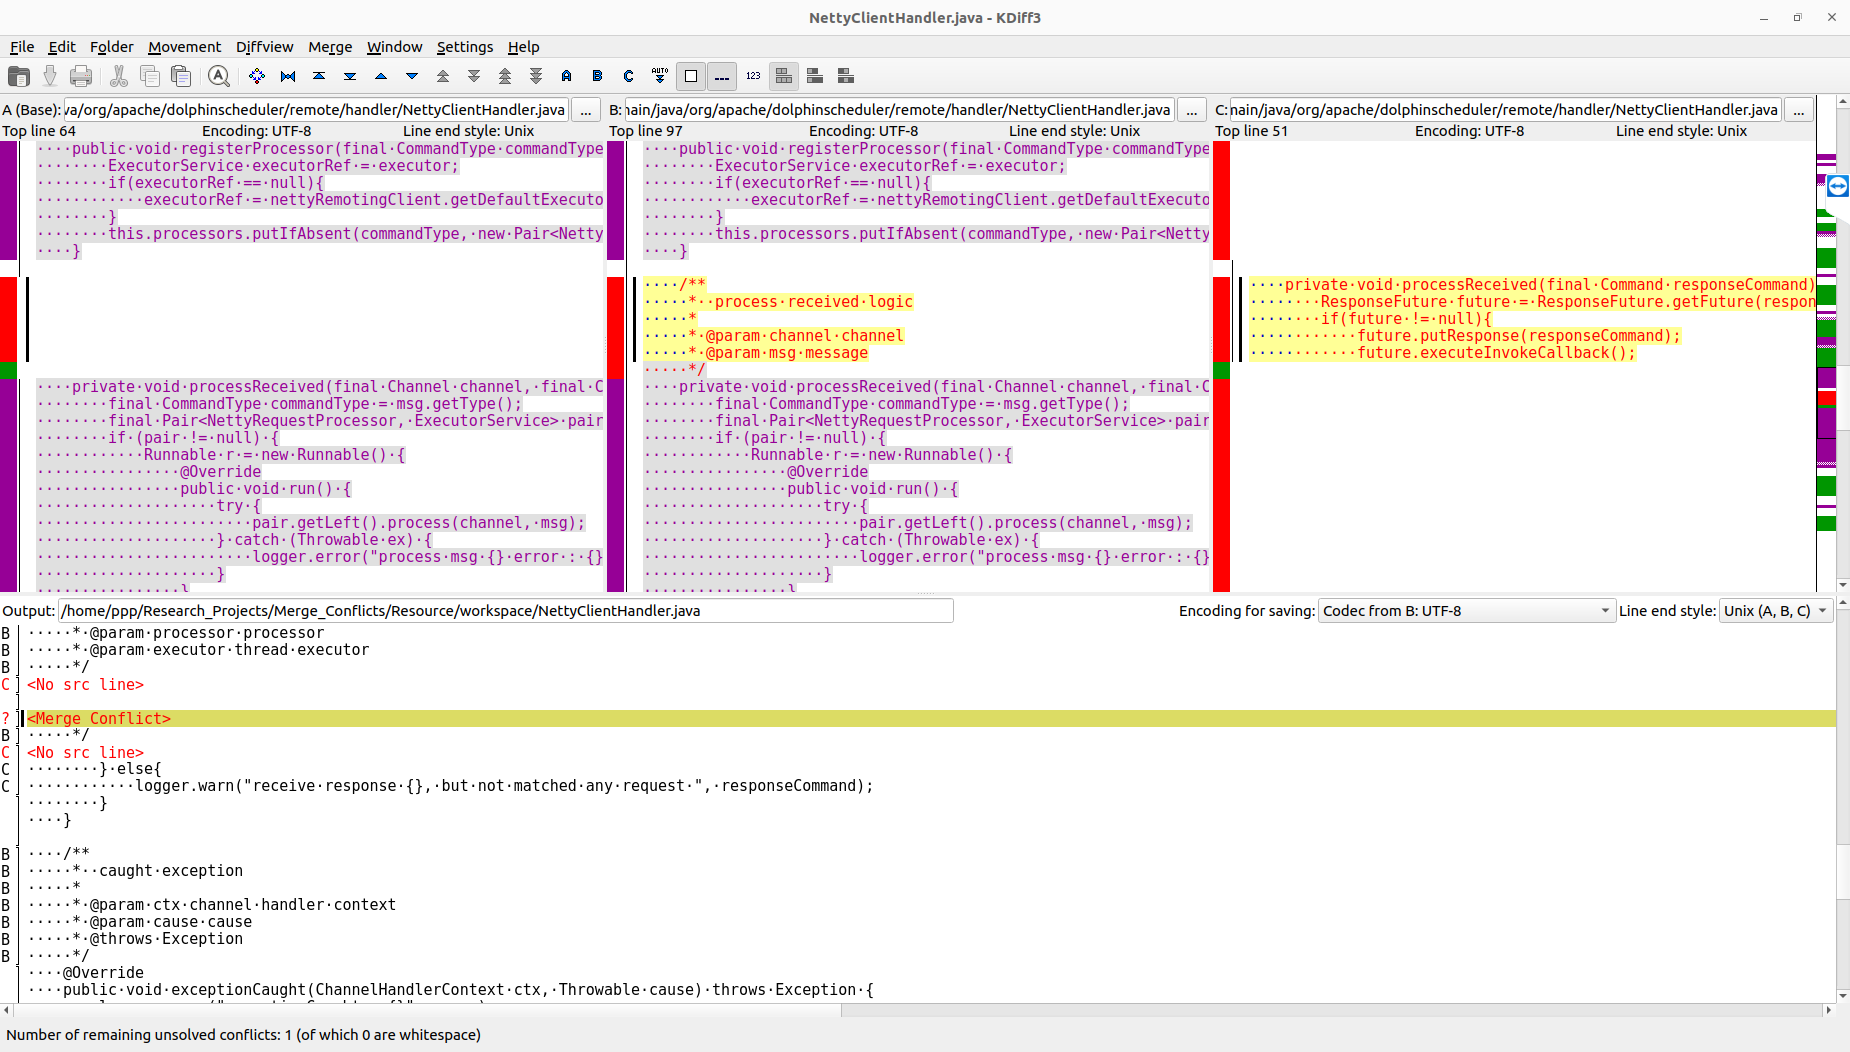 NettyClientHandler.java - KDiff3
File Edit Folder Movement Diffview Merge Window Settings Help
A B C AUTO 123
A (Base): va/org/apache/dolphinscheduler/remote/handler/NettyClientHandler.java ...
Top line 64 Encoding: UTF-8 Line end style: Unix
····public·void·registerProcessor(final·CommandType·commandType
········ExecutorService·executorRef·=·executor;
········if(executorRef·==·null){
············executorRef·=·nettyRemotingClient.getDefaultExecuto
········}
········this.processors.putIfAbsent(commandType,·new·Pair<Netty
····}
····private·void·processReceived(final·Channel·channel,·final·C
········final·CommandType·commandType·=·msg.getType();
········final·Pair<NettyRequestProcessor,·ExecutorService>·pair
········if·(pair·!=·null)·{
············Runnable·r·=·new·Runnable()·{
················@Override
················public·void·run()·{
····················try·{
························pair.getLeft().process(channel,·msg);
····················}·catch·(Throwable·ex)·{
························logger.error("process·msg·{}·error·:·{}
····················}
················}
B: nain/java/org/apache/dolphinscheduler/remote/handler/NettyClientHandler.java ...
Top line 97 Encoding: UTF-8 Line end style: Unix
····public·void·registerProcessor(final·CommandType·commandType
········ExecutorService·executorRef·=·executor;
········if(executorRef·==·null){
············executorRef·=·nettyRemotingClient.getDefaultExecuto
········}
········this.processors.putIfAbsent(commandType,·new·Pair<Netty
····}
····/**
·····*··process·received·logic
·····*
·····*·@param·channel·channel
·····*·@param·msg·message
·····*/
····private·void·processReceived(final·Channel·channel,·final·C
········final·CommandType·commandType·=·msg.getType();
········final·Pair<NettyRequestProcessor,·ExecutorService>·pair
········if·(pair·!=·null)·{
············Runnable·r·=·new·Runnable()·{
················@Override
················public·void·run()·{
····················try·{
························pair.getLeft().process(channel,·msg);
····················}·catch·(Throwable·ex)·{
························logger.error("process·msg·{}·error·:·{}
····················}
················}
C: nain/java/org/apache/dolphinscheduler/remote/handler/NettyClientHandler.java ...
Top line 51 Encoding: UTF-8 Line end style: Unix
····private·void·processReceived(final·Command·responseCommand)
········ResponseFuture·future·=·ResponseFuture.getFuture(respon
········if(future·!=·null){
············future.putResponse(responseCommand);
············future.executeInvokeCallback();
Output: /home/ppp/Research_Projects/Merge_Conflicts/Resource/workspace/NettyClientHandler.java Encoding for saving: Codec from B: UTF-8 Line end style: Unix (A, B, C)
B ·····*·@param·processor·processor
B ·····*·@param·executor·thread·executor
B ·····*/
C <No src line>
? <Merge Conflict>
B ·····*/
C <No src line>
C ········}·else{
C ············logger.warn("receive·response·{},·but·not·matched·any·request·",·responseCommand);
········}
····}
B ····/**
B ·····*··caught·exception
B ·····*
B ·····*·@param·ctx·channel·handler·context
B ·····*·@param·cause·cause
B ·····*·@throws·Exception
B ·····*/
····@Override
····public·void·exceptionCaught(ChannelHandlerContext·ctx,·Throwable·cause)·throws·Exception·{
Number of remaining unsolved conflicts: 1 (of which 0 are whitespace)